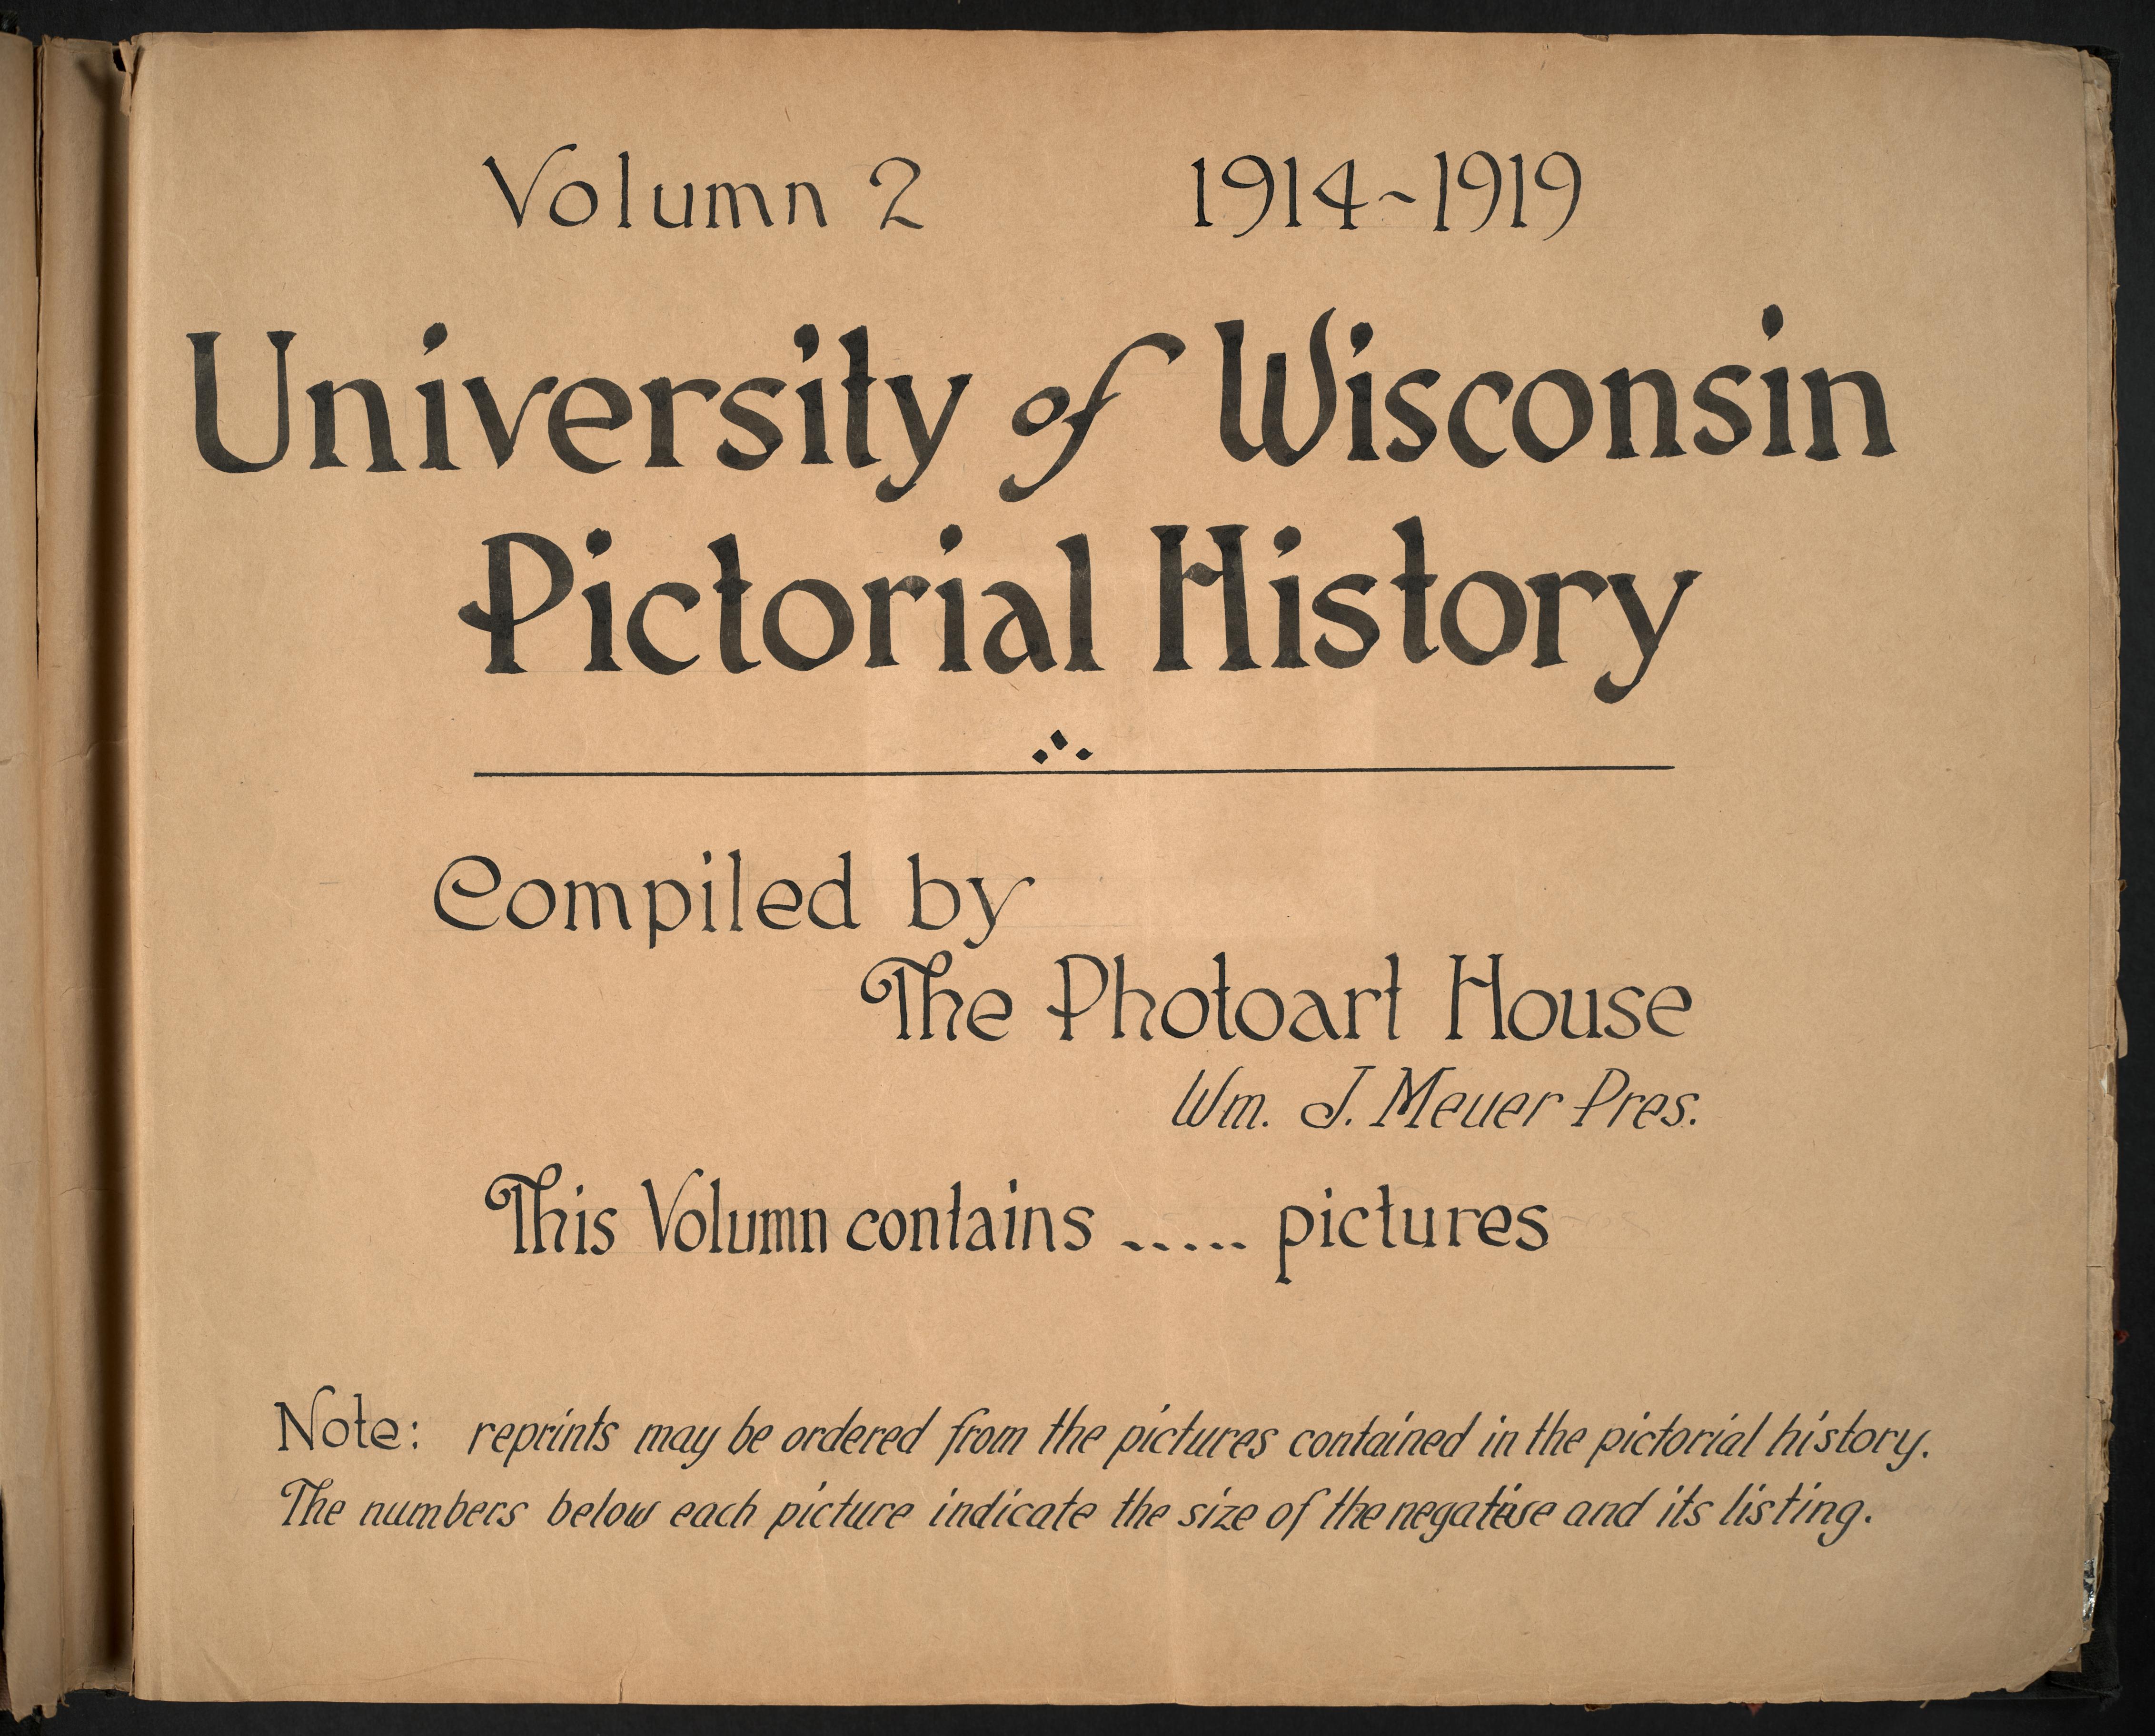 Volumn 2 1914~1919
University of Wisconsin
Pictorial History
Compiled by
The Photoart House
Wm. J. Meuer Pres.
This Volumn contains ..... pictures
Note: reprints may be ordered from the pictures contained in the pictorial history.
The numbers below each picture indicate the size of the negative and its listing.